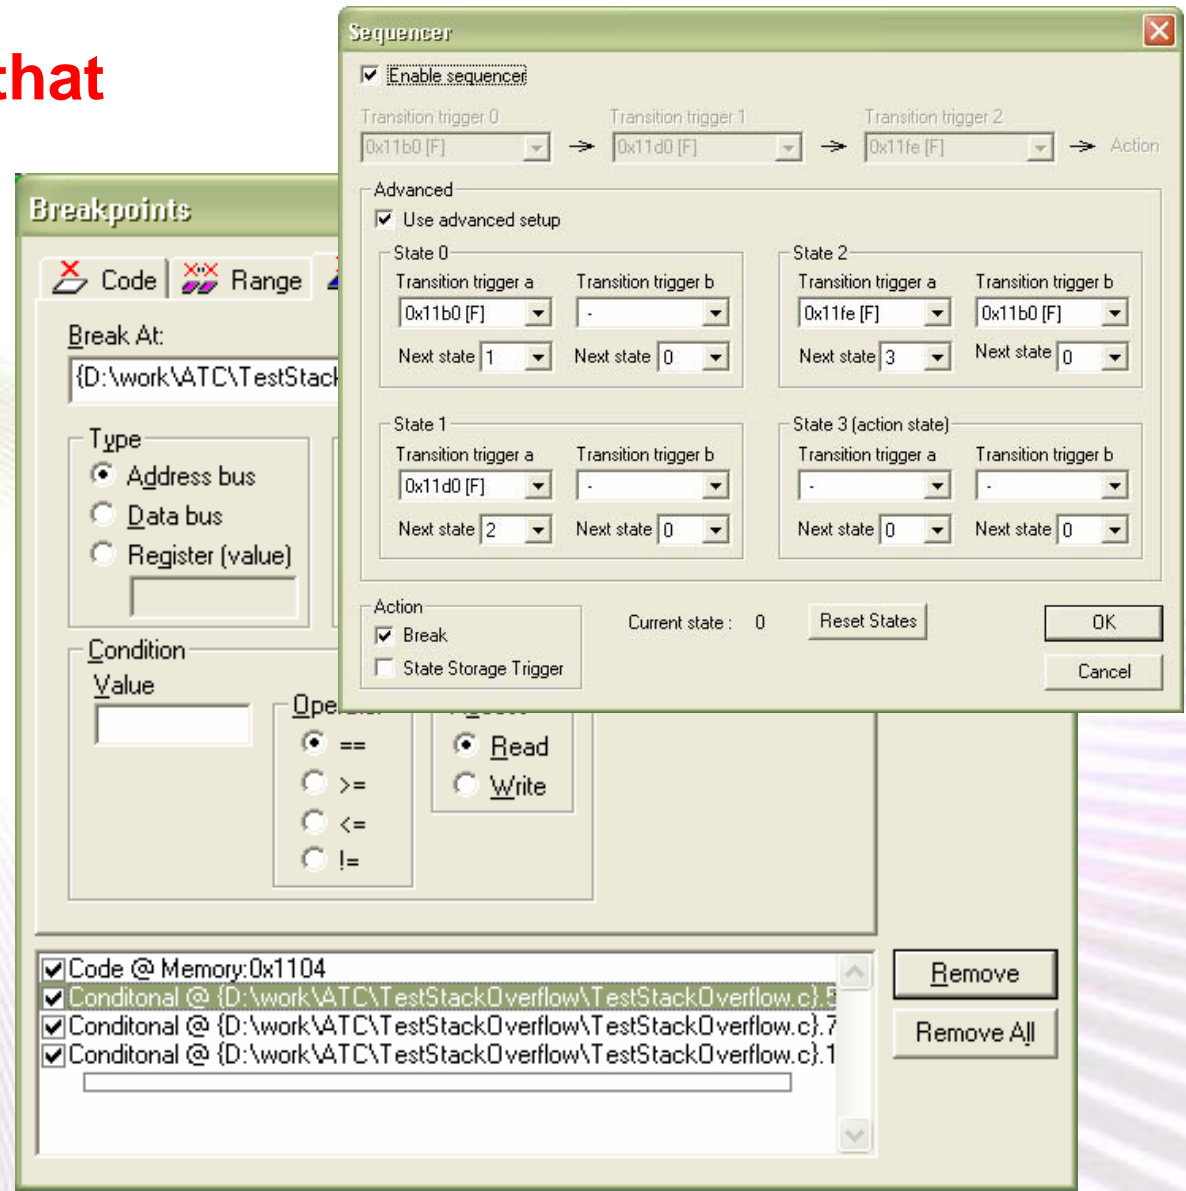 that
Sequencer
Enable sequencer
Transition trigger 0 Transition trigger 1 Transition trigger 2
0x11b0 [F] 0x11d0 [F] 0x11fe [F] Action
Advanced
Use advanced setup
State 0 State 2
Transition trigger a Transition trigger b Transition trigger a Transition trigger b
0x11b0 [F] - 0x11fe [F] 0x11b0 [F]
Next state 1 Next state 0 Next state 3 Next state 0
State 1 State 3 (action state)
Transition trigger a Transition trigger b Transition trigger a Transition trigger b
0x11d0 [F] - - -
Next state 2 Next state 0 Next state 0 Next state 0
Action
Break
State Storage Trigger
Current state : 0 Reset States
OK
Cancel
Breakpoints
Code Range
Break At:
{D:\work\ATC\TestStack
Type
Address bus
Data bus
Register (value)
Condition
Value
==
>=
<=
!=
Read
Write
Code @ Memory:0x1104
Conditonal @ {D:\work\ATC\TestStackOverflow\TestStackOverflow.c}.5
Conditonal @ {D:\work\ATC\TestStackOverflow\TestStackOverflow.c}.7
Conditonal @ {D:\work\ATC\TestStackOverflow\TestStackOverflow.c}.1
Remove
Remove All